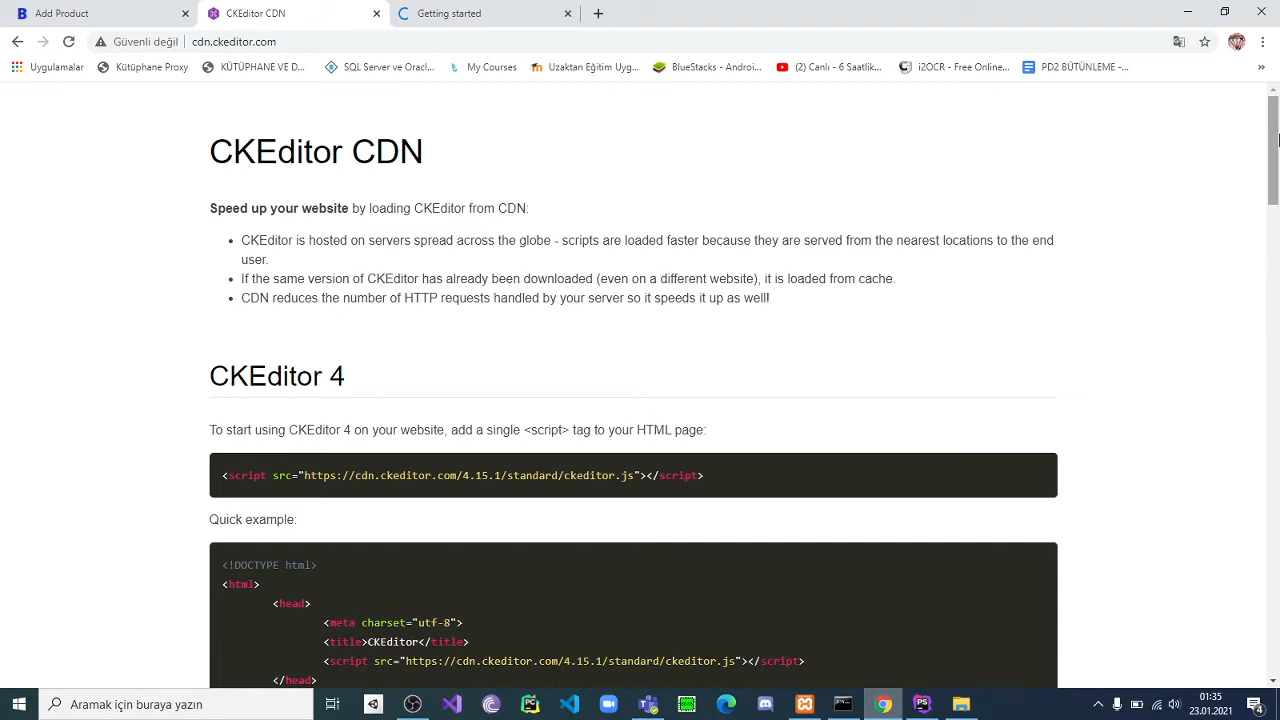 Add Product
CKEditor CDN
Getting started
Güvenli değil
cdn.ckeditor.com
Uygulamalar
Kütüphane Proxy
KÜTÜPHANE VE D...
SQL Server ve Oracl...
My Courses
Uzaktan Eğitim Uyg...
BlueStacks - Androi...
(2) Canlı - 6 Saatlik...
i2OCR - Free Online...
PD2 BÜTÜNLEME -...
CKEditor CDN
Speed up your website by loading CKEditor from CDN:
CKEditor is hosted on servers spread across the globe - scripts are loaded faster because they are served from the nearest locations to the end
user.
If the same version of CKEditor has already been downloaded (even on a different website), it is loaded from cache.
CDN reduces the number of HTTP requests handled by your server so it speeds it up as well!
CKEditor 4
To start using CKEditor 4 on your website, add a single <script> tag to your HTML page:
<script src="https://cdn.ckeditor.com/4.15.1/standard/ckeditor.js"></script>
Quick example:
<!DOCTYPE html>
<html>
<head>
<meta charset="utf-8">
<title>CKEditor</title>
<script src="https://cdn.ckeditor.com/4.15.1/standard/ckeditor.js"></script>
</head>
Aramak için buraya yazın
01:35
23.01.2021